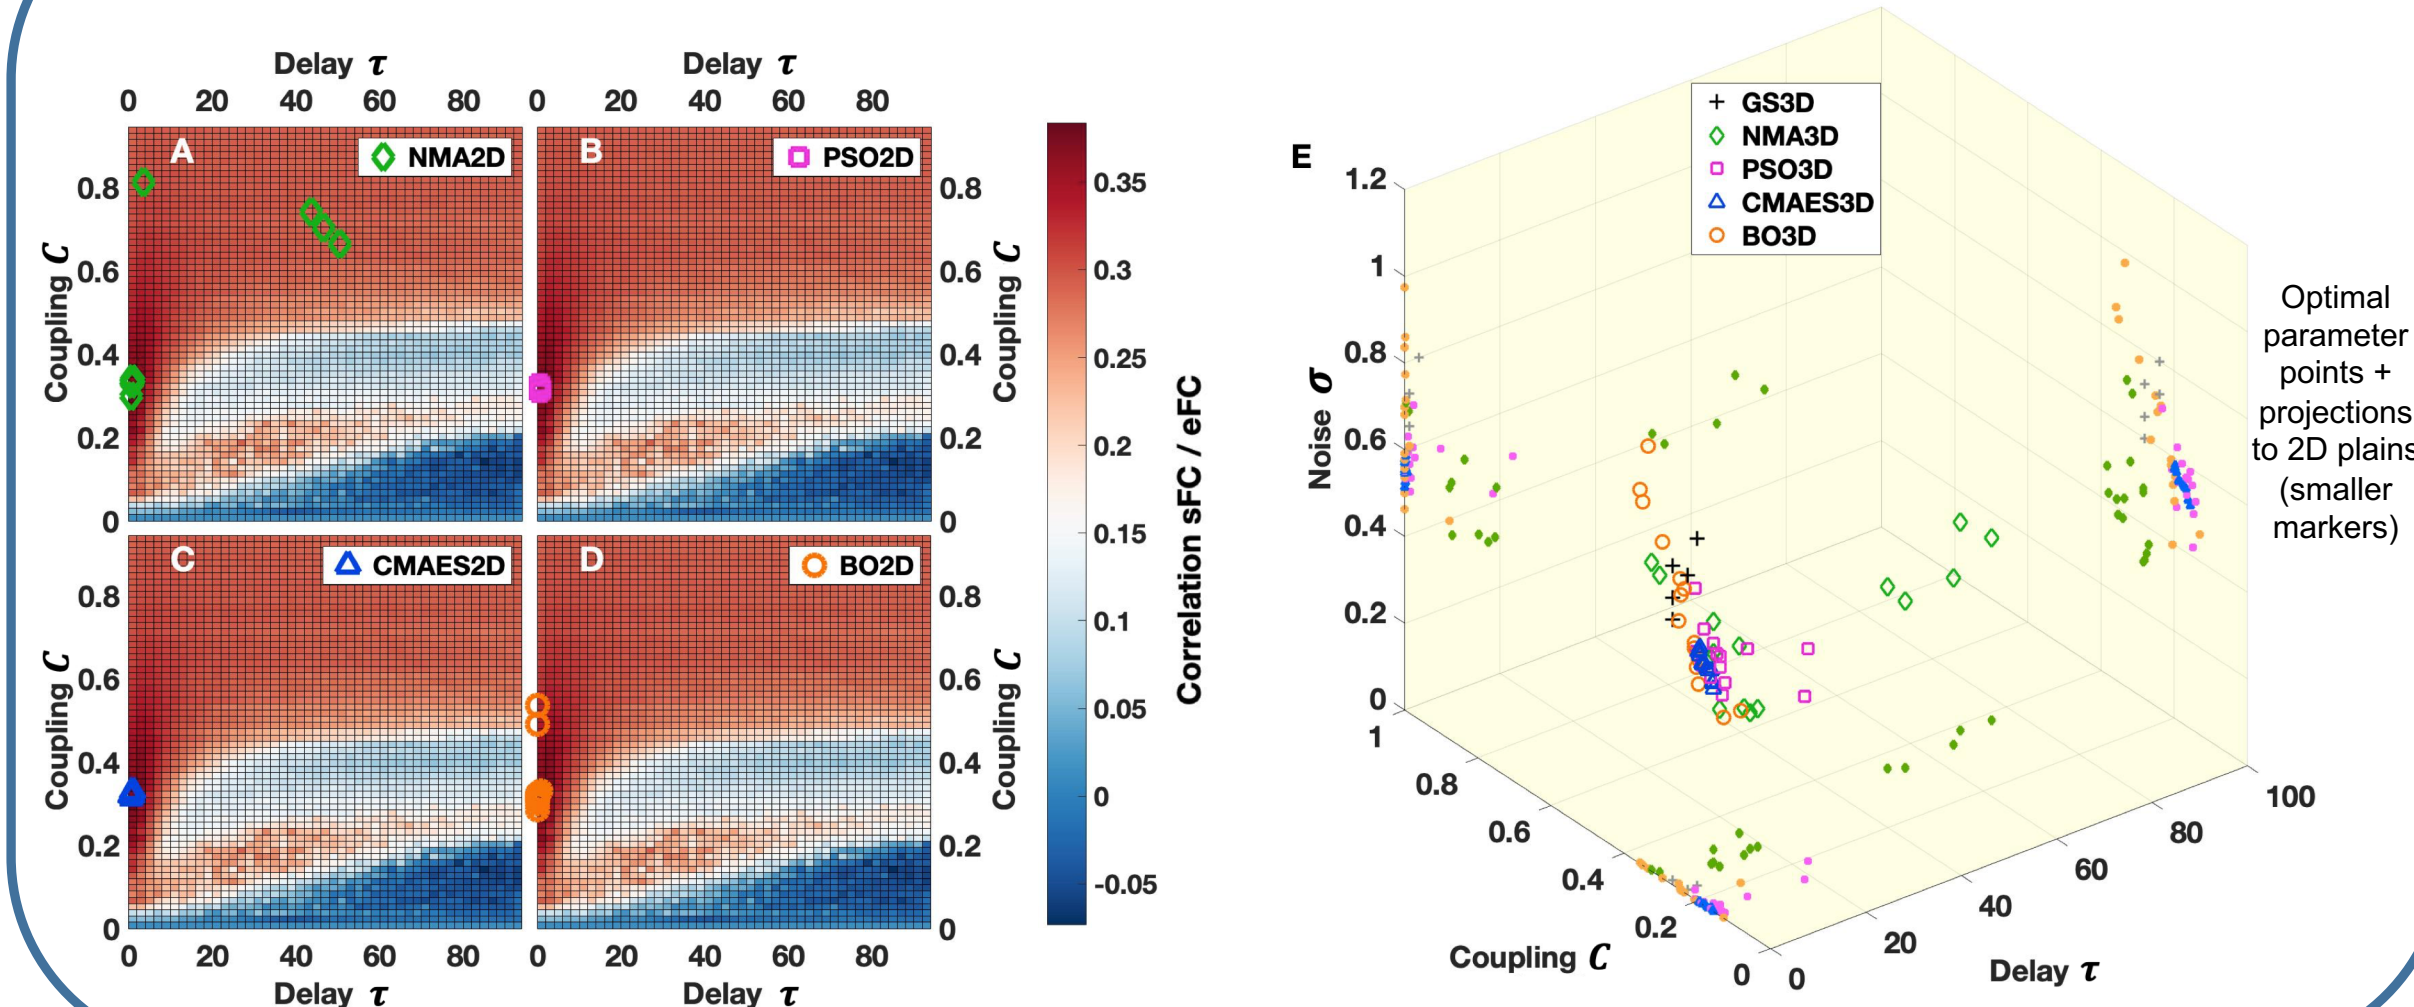 Delay τ
Delay τ
0 20 40 60 80
0 20 40 60 80
A
NMA2D
B
PSO2D
0.8
0.6
0.4
0.2
0
Coupling C
0.8
0.6
0.4
0.2
0
Coupling C
C
CMAES2D
D
BO2D
0.8
0.6
0.4
0.2
0
Coupling C
0.8
0.6
0.4
0.2
0
Coupling C
0 20 40 60 80
0 20 40 60 80
Delay τ
Delay τ
0.35
0.3
0.25
0.2
0.15
0.1
0.05
0
-0.05
Correlation sFC / eFC
E
GS3D
NMA3D
PSO3D
CMAES3D
BO3D
1.2
1
0.8
0.6
0.4
0.2
0
Noise σ
1
0.8
0.6
0.4
0.2
0
Coupling C
0
20
40
60
80
100
Delay τ
Optimal
parameter
points +
projections
to 2D plains
(smaller
markers)